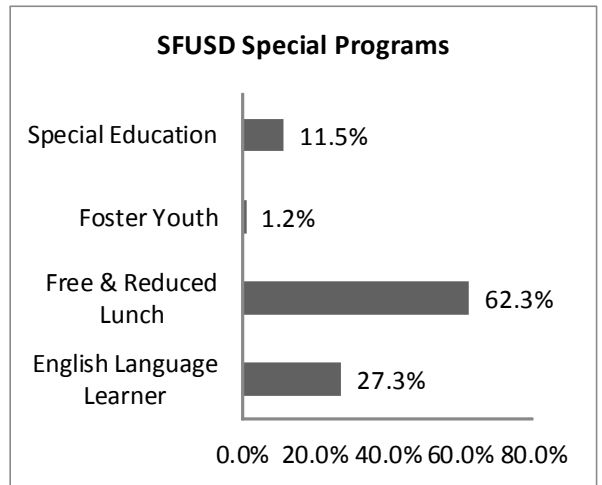 SFUSD Special Programs
Special Education
11.5%
Foster Youth
1.2%
Free & Reduced
Lunch
62.3%
English Language
Learner
27.3%
0.0% 20.0% 40.0% 60.0% 80.0%